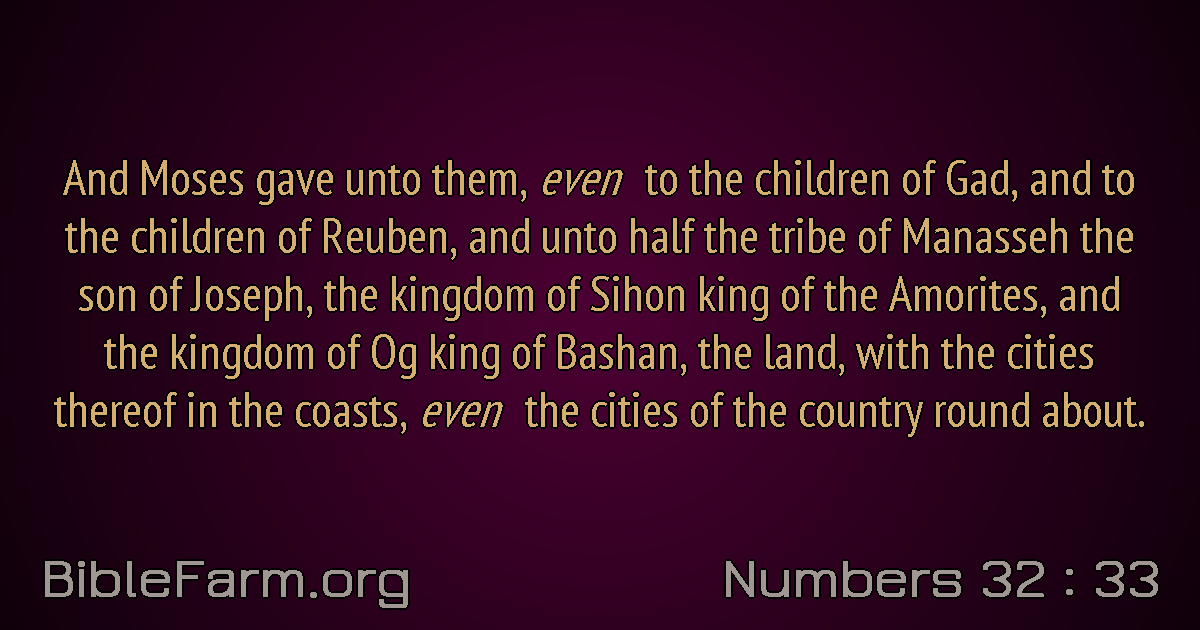 And Moses gave unto them, even to the children of Gad, and to
the children of Reuben, and unto half the tribe of Manasseh the
son of Joseph, the kingdom of Sihon king of the Amorites, and
the kingdom of Og king of Bashan, the land, with the cities
thereof in the coasts, even the cities of the country round about.
BibleFarm.org
Numbers 32 : 33